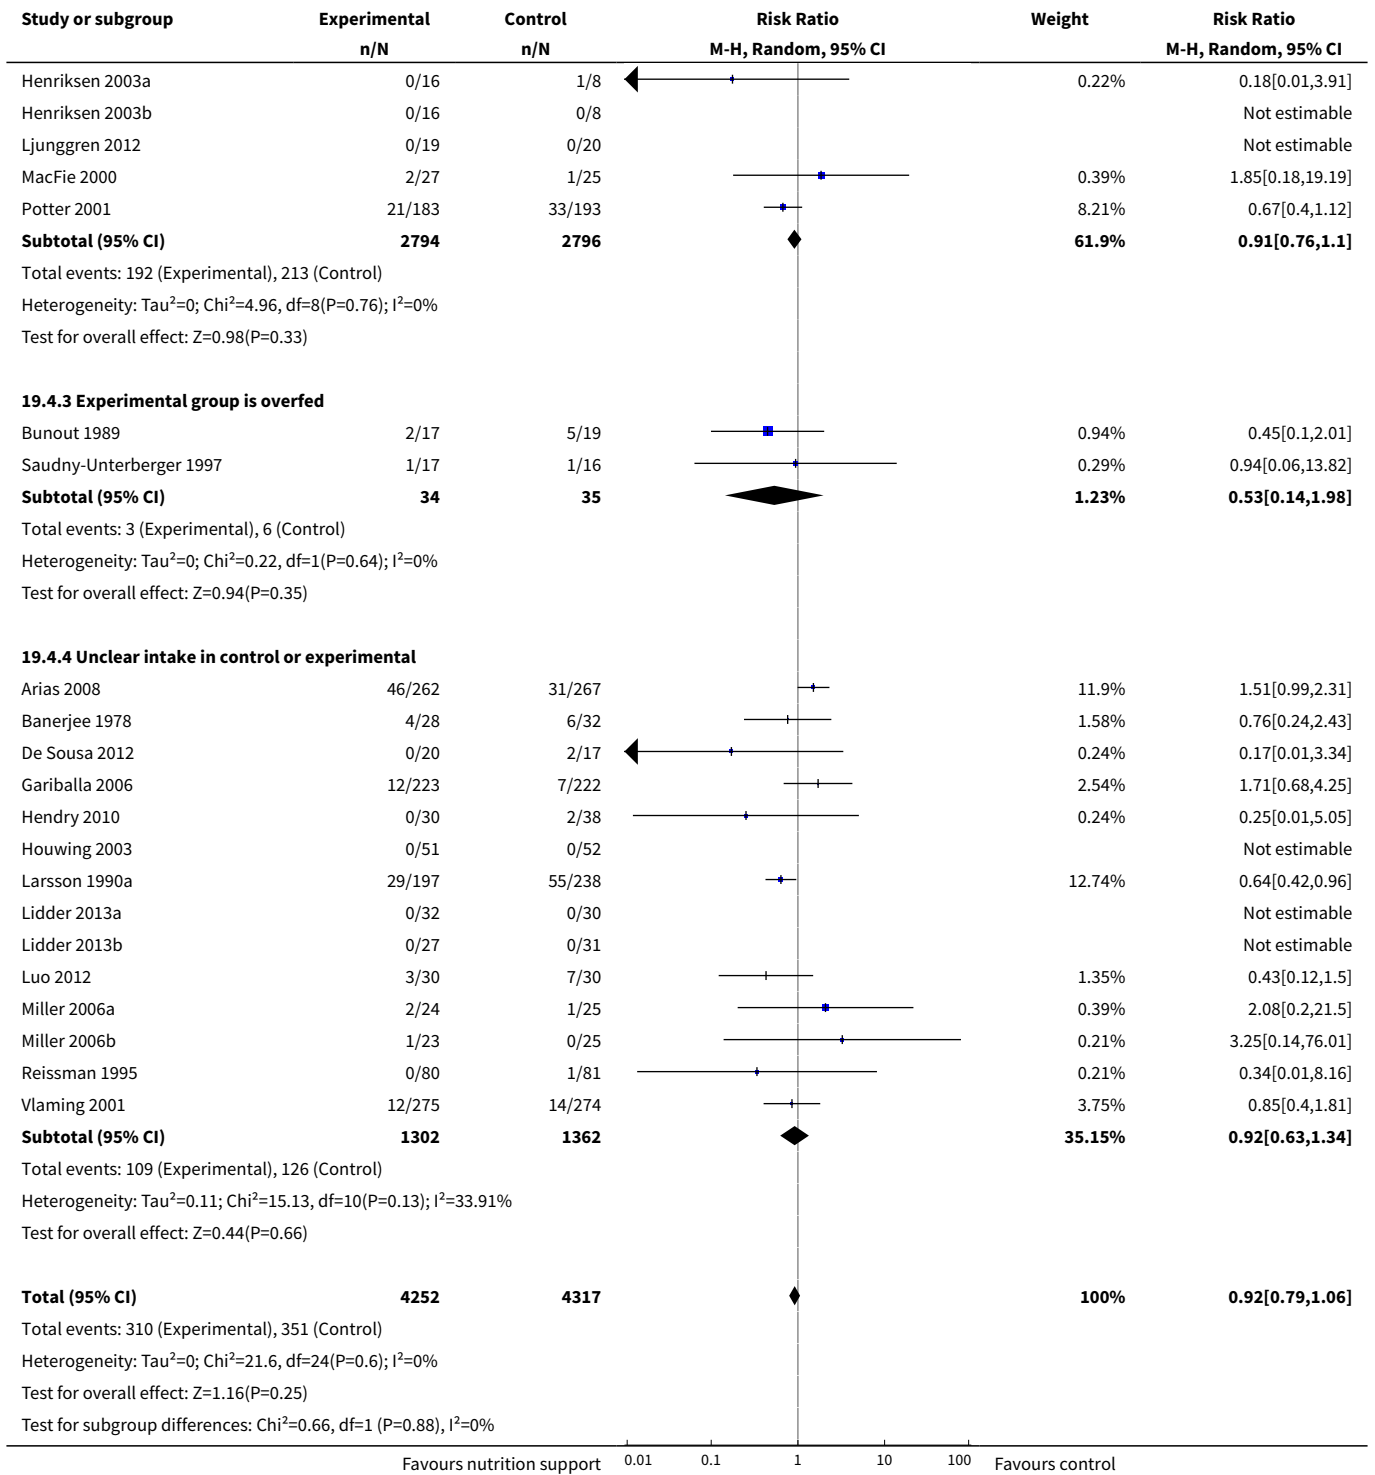 Study or subgroup Experimental Control Risk Ratio Weight Risk Ratio
n/N n/N M-H, Random, 95% CI M-H, Random, 95% CI
Henriksen 2003a 0/16 1/8 0.22% 0.18[0.01,3.91]
Henriksen 2003b 0/16 0/8 Not estimable
Ljunggren 2012 0/19 0/20 Not estimable
MacFie 2000 2/27 1/25 0.39% 1.85[0.18,19.19]
Potter 2001 21/183 33/193 8.21% 0.67[0.4,1.12]
Subtotal (95% CI) 2794 2796 61.9% 0.91[0.76,1.1]
Total events: 192 (Experimental), 213 (Control)
Heterogeneity: Tau²=0; Chi²=4.96, df=8(P=0.76); I²=0%
Test for overall effect: Z=0.98(P=0.33)
19.4.3 Experimental group is overfed
Bunout 1989 2/17 5/19 0.94% 0.45[0.1,2.01]
Saudny-Unterberger 1997 1/17 1/16 0.29% 0.94[0.06,13.82]
Subtotal (95% CI) 34 35 1.23% 0.53[0.14,1.98]
Total events: 3 (Experimental), 6 (Control)
Heterogeneity: Tau²=0; Chi²=0.22, df=1(P=0.64); I²=0%
Test for overall effect: Z=0.94(P=0.35)
19.4.4 Unclear intake in control or experimental
Arias 2008 46/262 31/267 11.9% 1.51[0.99,2.31]
Banerjee 1978 4/28 6/32 1.58% 0.76[0.24,2.43]
De Sousa 2012 0/20 2/17 0.24% 0.17[0.01,3.34]
Gariballa 2006 12/223 7/222 2.54% 1.71[0.68,4.25]
Hendry 2010 0/30 2/38 0.24% 0.25[0.01,5.05]
Houwing 2003 0/51 0/52 Not estimable
Larsson 1990a 29/197 55/238 12.74% 0.64[0.42,0.96]
Lidder 2013a 0/32 0/30 Not estimable
Lidder 2013b 0/27 0/31 Not estimable
Luo 2012 3/30 7/30 1.35% 0.43[0.12,1.5]
Miller 2006a 2/24 1/25 0.39% 2.08[0.2,21.5]
Miller 2006b 1/23 0/25 0.21% 3.25[0.14,76.01]
Reissman 1995 0/80 1/81 0.21% 0.34[0.01,8.16]
Vlaming 2001 12/275 14/274 3.75% 0.85[0.4,1.81]
Subtotal (95% CI) 1302 1362 35.15% 0.92[0.63,1.34]
Total events: 109 (Experimental), 126 (Control)
Heterogeneity: Tau²=0.11; Chi²=15.13, df=10(P=0.13); I²=33.91%
Test for overall effect: Z=0.44(P=0.66)
Total (95% CI) 4252 4317 100% 0.92[0.79,1.06]
Total events: 310 (Experimental), 351 (Control)
Heterogeneity: Tau²=0; Chi²=21.6, df=24(P=0.6); I²=0%
Test for overall effect: Z=1.16(P=0.25)
Test for subgroup differences: Chi²=0.66, df=1 (P=0.88), I²=0%
Favours nutrition support 0.01 0.1 1 10 100 Favours control